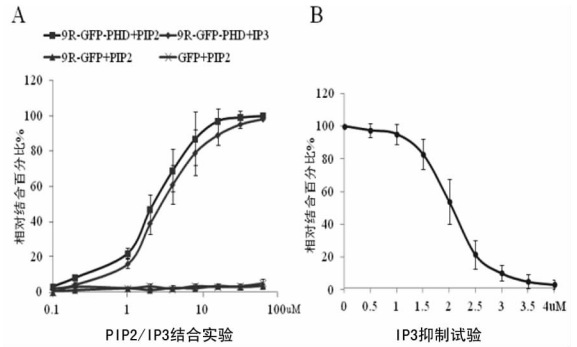 A
9R-GFP-PHD+PIP2 9R-GFP-PHD+IP3
9R-GFP+PIP2 GFP+PIP2
相对结合百分比%
120
100
80
60
40
20
0
0.1 1 10 100uM
PIP2/IP3结合实验
B
相对结合百分比%
120
100
80
60
40
20
0
0 0.5 1 1.5 2 2.5 3 3.5 4uM
IP3抑制试验